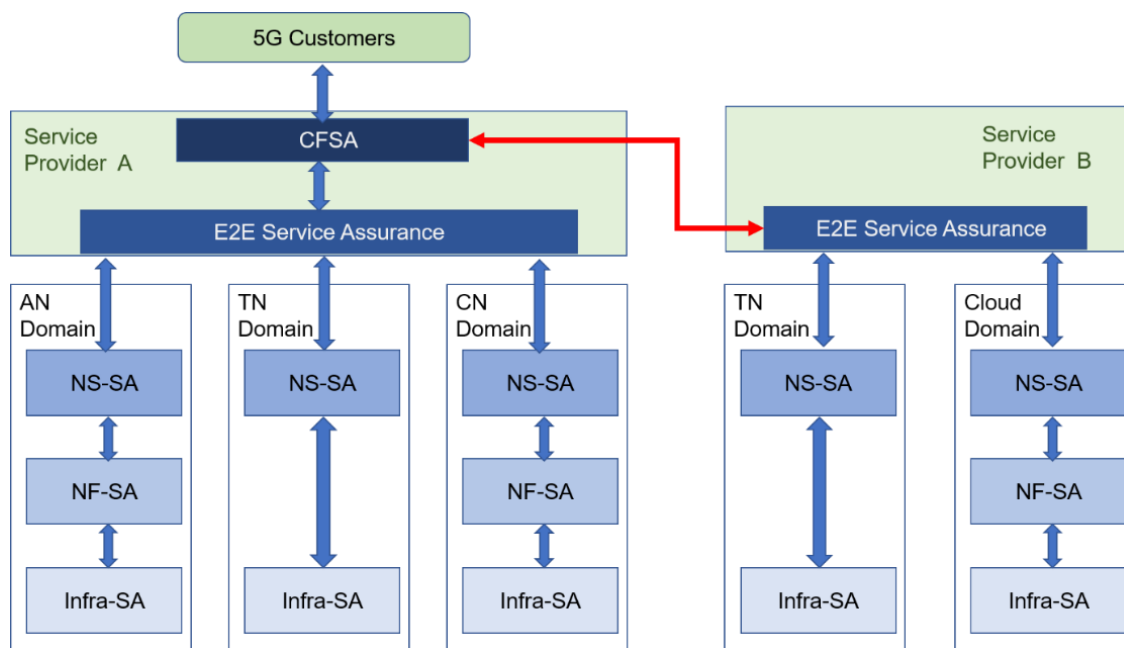 5G Customers
Service
Provider A
CFSA
E2E Service Assurance
Service
Provider B
E2E Service Assurance
AN
Domain
NS-SA
NF-SA
Infra-SA
TN
Domain
NS-SA
Infra-SA
CN
Domain
NS-SA
NF-SA
Infra-SA
TN
Domain
NS-SA
Infra-SA
Cloud
Domain
NS-SA
NF-SA
Infra-SA